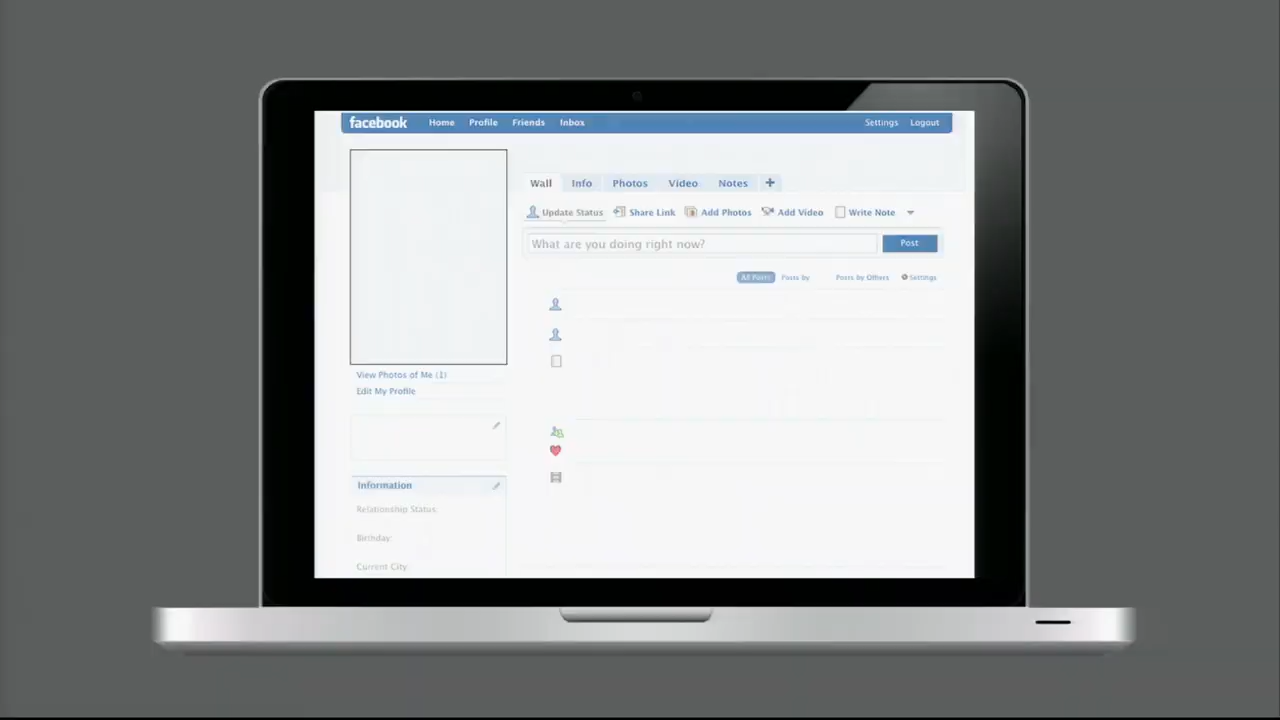 facebook Home Profile Friends Inbox Settings Logout
Wall Info Photos Video Notes +
Update Status Share Link Add Photos Add Video Write Note
What are you doing right now? Post
All Posts Posts by Posts by Others Settings
View Photos of Me (1)
Edit My Profile
Information
Relationship Status:
Birthday:
Current City: